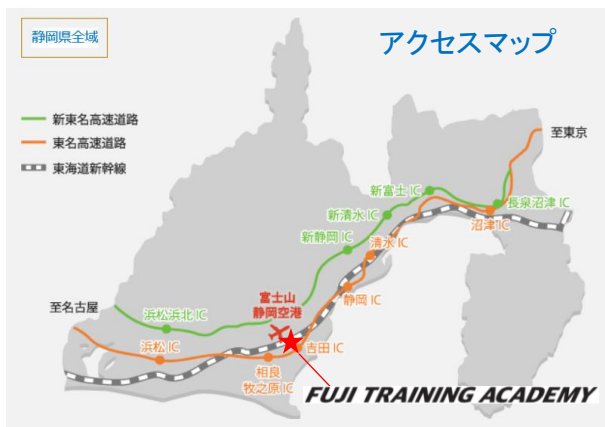 静岡県全域
アクセスマップ
新東名高速道路
東名高速道路
東海道新幹線
至東京
新富士 IC
長泉沼津 IC
新清水 IC
沼津 IC
新静岡 IC
清水 IC
富士山
静岡空港
静岡 IC
至名古屋
浜松浜北 IC
浜松 IC
吉田 IC
相良
牧之原 IC
FUJI TRAINING ACADEMY